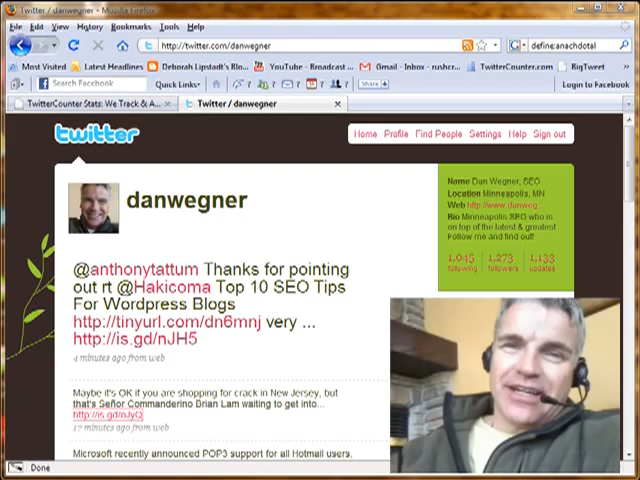 Twitter / danwegner - Mozilla Firefox
File Edit View History Bookmarks Tools Help
http://twitter.com/danwegner
define:anachdotal
Most Visited Latest Headlines Deborah Lipstadt's Blo... YouTube - Broadcast ... Gmail - Inbox - rushcr... TwitterCounter.com BigTweet
Search Facebook Quick Links Share Login to Facebook
TwitterCounter Stats: We Track & A... Twitter / danwegner
twitter
Home Profile Find People Settings Help Sign out
danwegner
Name Dan Wegner, SEO
Location Minneapolis, MN
Web http://www.danweg...
Bio Minneapolis SEO who is
on top of the latest & greatest.
Follow me and find out!
1,045 1,273 1,133
following followers updates
@anthonytattum Thanks for pointing
out rt @Hakicoma Top 10 SEO Tips
For Wordpress Blogs
http://tinyurl.com/dn6mnj very ...
http://is.gd/nJH5
4 minutes ago from web
Maybe it's OK if you are shopping for crack in New Jersey, but
that's Señor Commanderino Brian Lam waiting to get into...
http://is.gd/nJyQ
17 minutes ago from web
Microsoft recently announced POP3 support for all Hotmail users.
Done